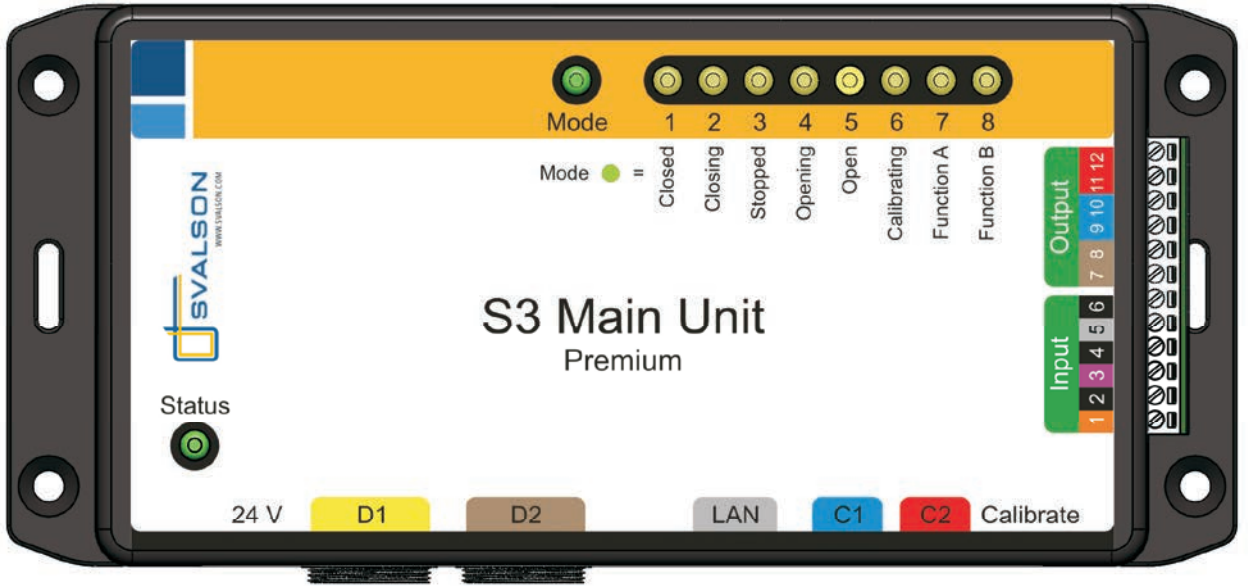 Mode 1 2 3 4 5 6 7 8
Mode =
Closed
Closing
Stopped
Opening
Open
Calibrating
Function A
Function B
SVALSON
WWW.SVALSON.COM
S3 Main Unit
Premium
Output
7 8 9 10 11 12
Input
1 2 3 4 5 6
Status
24 V D1 D2 LAN C1 C2 Calibrate